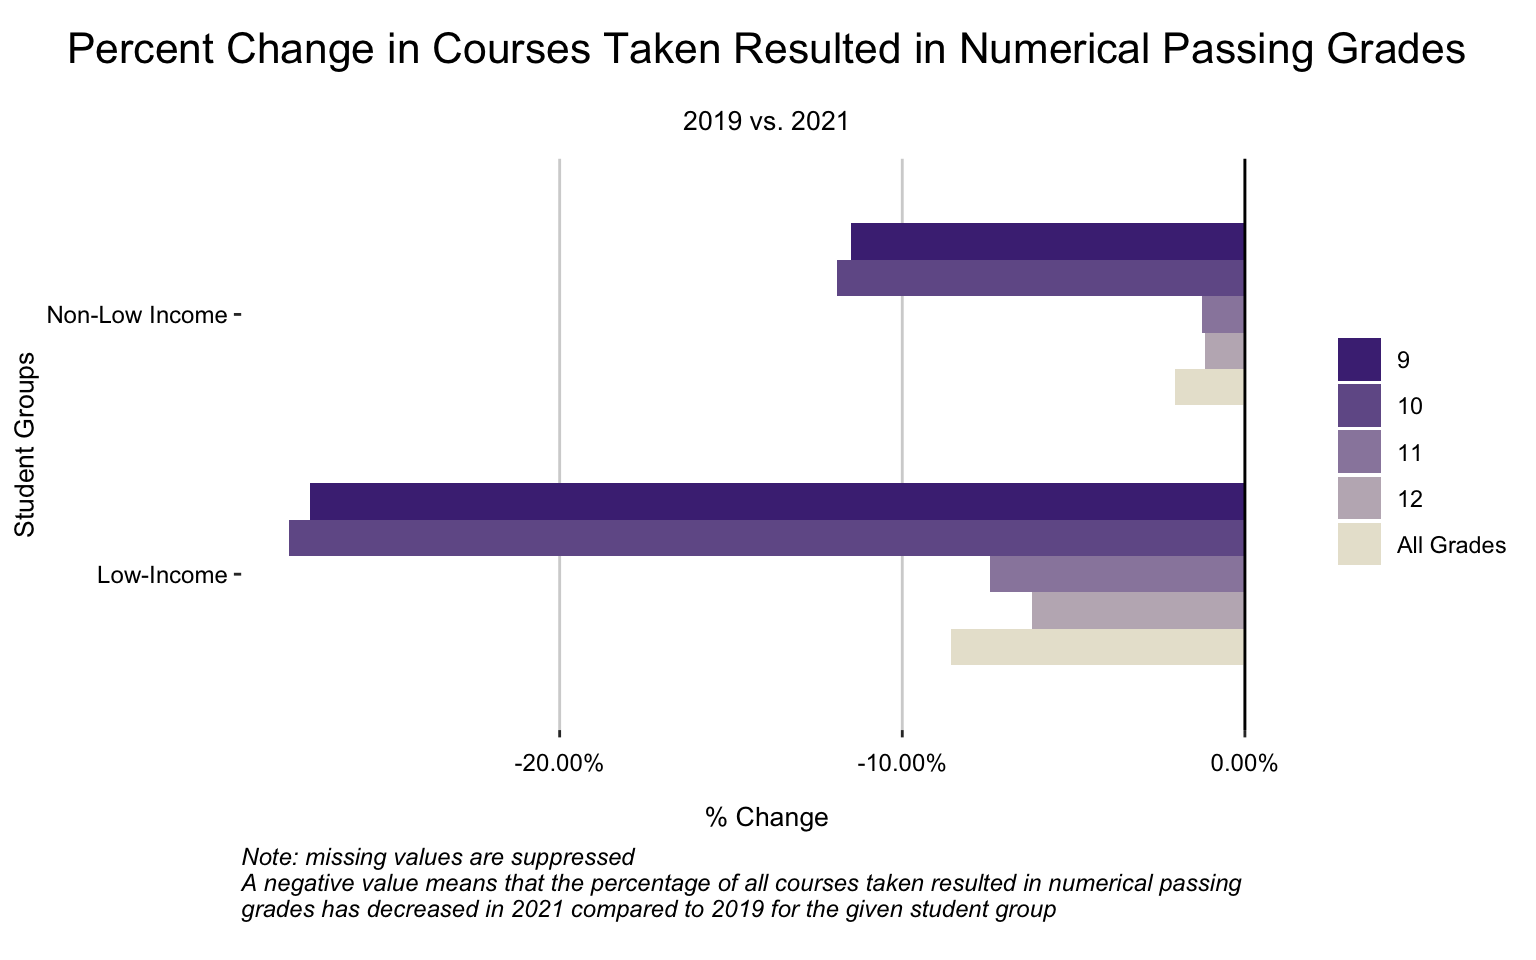 Percent Change in Courses Taken Resulted in Numerical Passing Grades
2019 vs. 2021
Student Groups
Non-Low Income
Low-Income
9
10
11
12
All Grades
-20.00%
-10.00%
0.00%
% Change
Note: missing values are suppressed
A negative value means that the percentage of all courses taken resulted in numerical passing
grades has decreased in 2021 compared to 2019 for the given student group